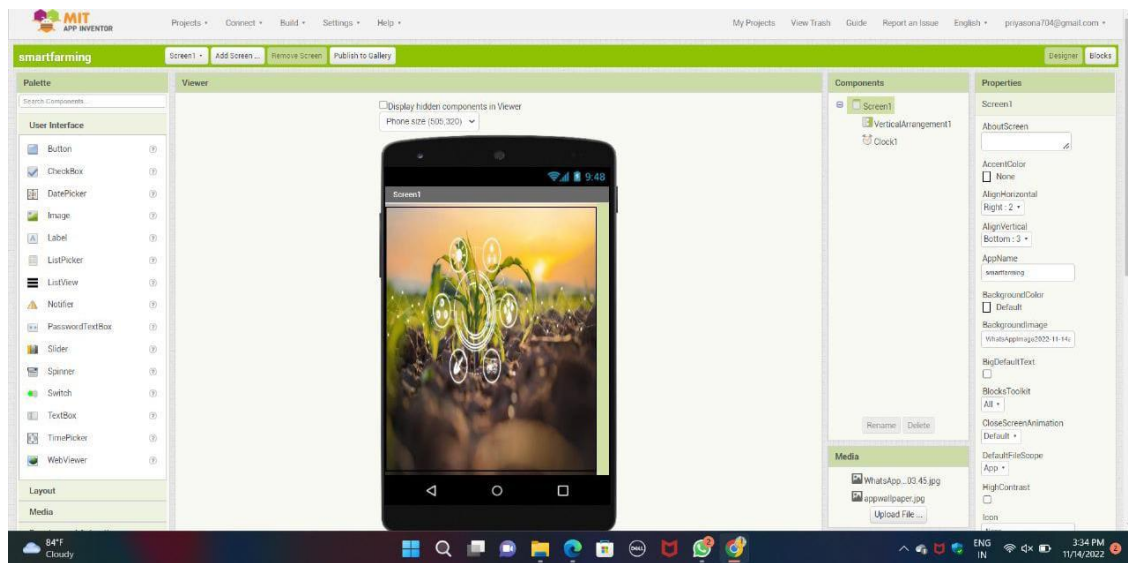 MIT
APP INVENTOR
Projects Connect Build Settings Help
My Projects View Trash Guide Report an Issue English priyasona704@gmail.com
smartfarming
Screen1 Add Screen ... Remove Screen Publish to Gallery
Designer Blocks
Palette
Search Components...
User Interface
Button
CheckBox
DatePicker
Image
Label
ListPicker
ListView
Notifier
PasswordTextBox
Slider
Spinner
Switch
TextBox
TimePicker
WebViewer
Layout
Media
Viewer
Display hidden components in Viewer
Phone size (505,320)
9:48
Screen1
Components
Screen1
VerticalArrangement1
Clock1
Rename Delete
Media
WhatsApp...03.45.jpg
appwallpaper.jpg
Upload File ...
Properties
Screen1
AboutScreen
AccentColor
None
AlignHorizontal
Right : 2
AlignVertical
Bottom : 3
AppName
smartfarming
BackgroundColor
Default
BackgroundImage
WhatsAppImage2022-11-14a
BigDefaultText
BlocksToolkit
All
CloseScreenAnimation
Default
DefaultFileScope
App
HighContrast
Icon
84°F
Cloudy
DELL
2
ENG
IN
3:34 PM
11/14/2022
2